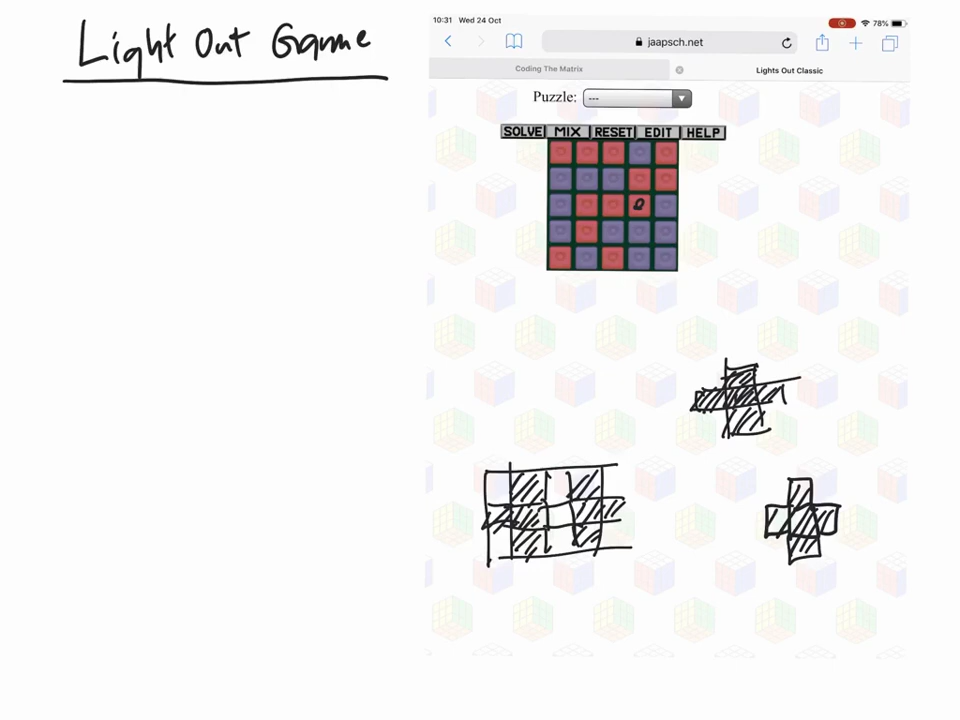 Light Out Game
10:31 Wed 24 Oct
78%
jaapsch.net
Coding The Matrix
Lights Out Classic
Puzzle: ---
SOLVE MIX RESET EDIT HELP